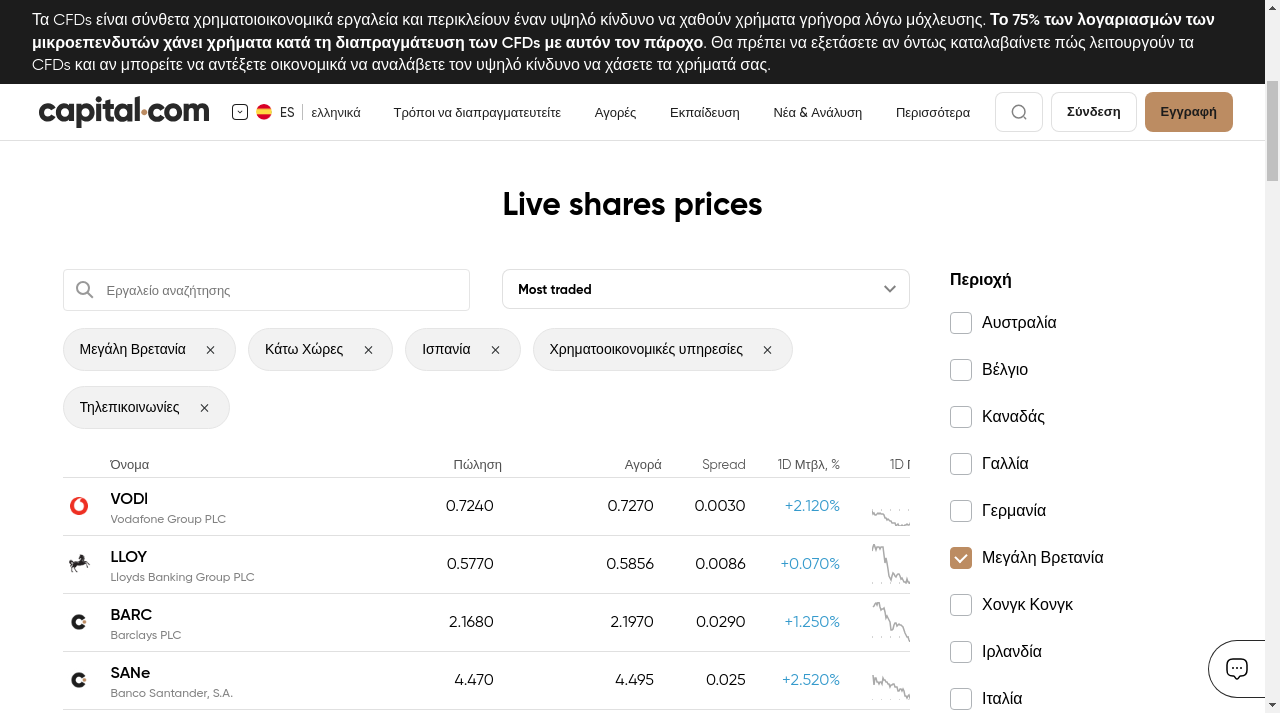 Τα CFDs είναι σύνθετα χρηματοιοικονομικά εργαλεία και περικλείουν έναν υψηλό κίνδυνο να χαθούν χρήματα γρήγορα λόγω μόχλευσης. Το 75% των λογαριασμών των
μικροεπενδυτών χάνει χρήματα κατά τη διαπραγμάτευση των CFDs με αυτόν τον πάροχο. Θα πρέπει να εξετάσετε αν όντως καταλαβαίνετε πώς λειτουργούν τα
CFDs και αν μπορείτε να αντέξετε οικονομικά να αναλάβετε τον υψηλό κίνδυνο να χάσετε τα χρήματά σας.
capital.com ES ελληνικά Τρόποι να διαπραγματευτείτε Αγορές Εκπαίδευση Νέα & Ανάλυση Περισσότερα Σύνδεση Εγγραφή
Live shares prices
Εργαλείο αναζήτησης
Most traded
Μεγάλη Βρετανία
Κάτω Χώρες
Ισπανία
Χρηματοοικονομικές υπηρεσίες
Τηλεπικοινωνίες
Όνομα Πώληση Αγορά Spread 1D Μτβλ, % 1D
VODl 0.7240 0.7270 0.0030 +2.120%
Vodafone Group PLC
LLOY 0.5770 0.5856 0.0086 +0.070%
Lloyds Banking Group PLC
BARC 2.1680 2.1970 0.0290 +1.250%
Barclays PLC
SANe 4.470 4.495 0.025 +2.520%
Banco Santander, S.A.
Περιοχή
Αυστραλία
Βέλγιο
Καναδάς
Γαλλία
Γερμανία
Μεγάλη Βρετανία
Χονγκ Κονγκ
Ιρλανδία
Ιταλία